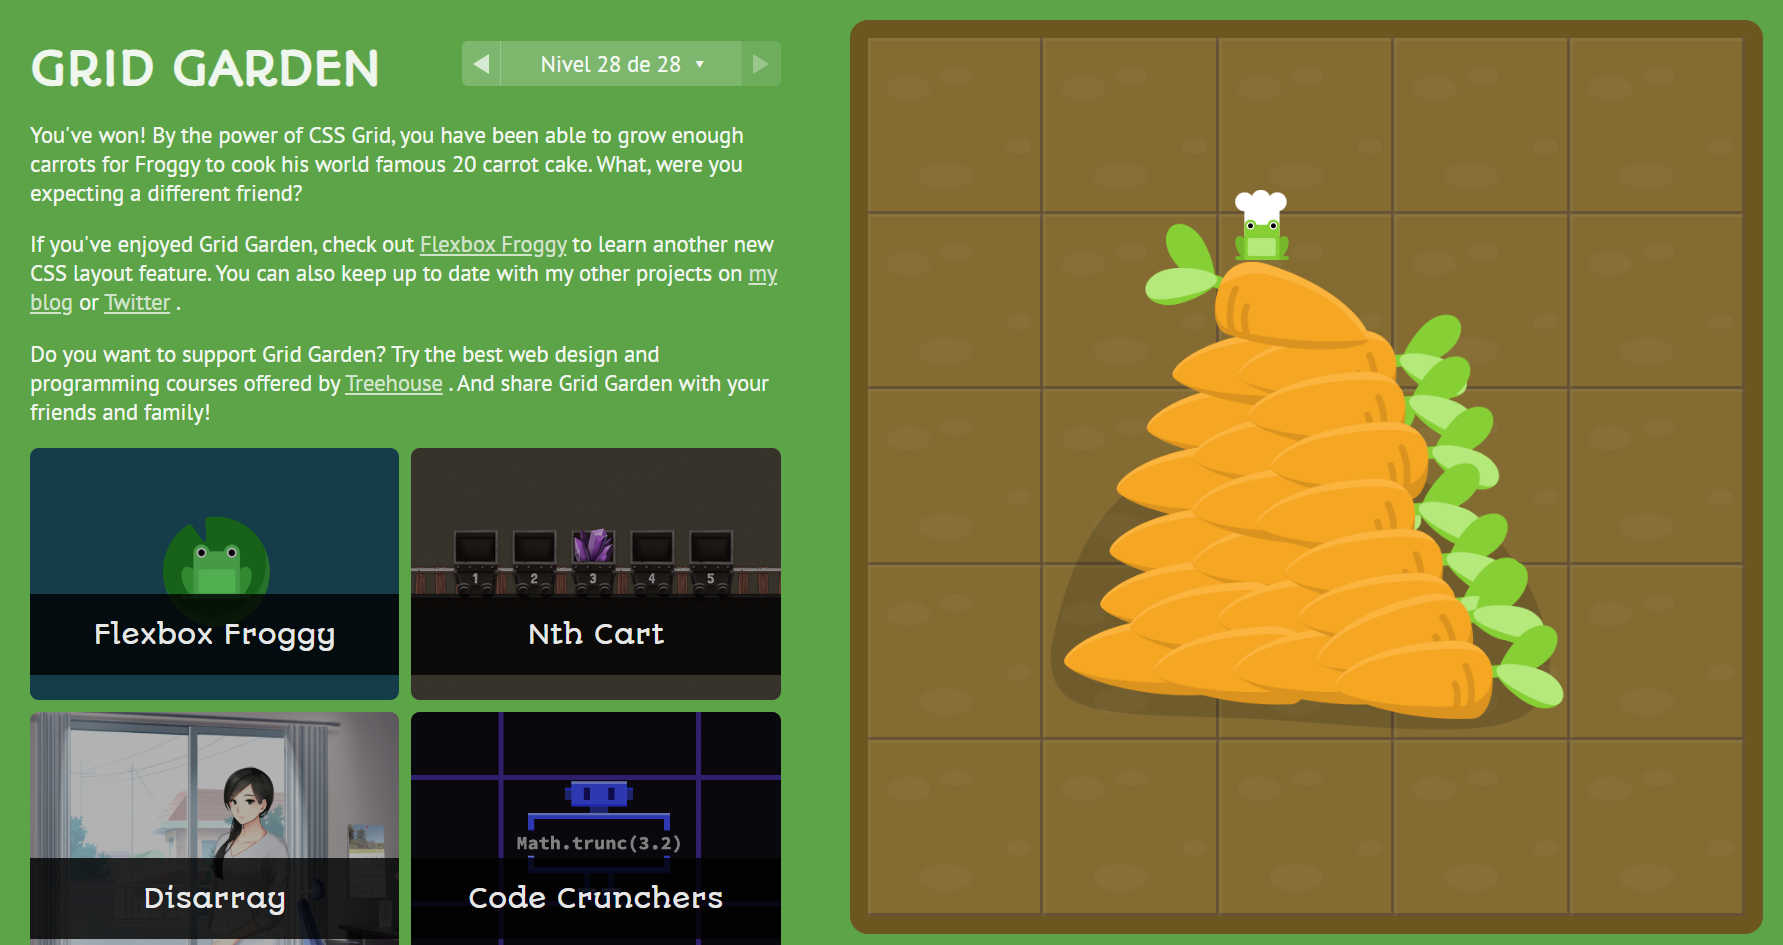 GRID GARDEN
Nivel 28 de 28
You've won! By the power of CSS Grid, you have been able to grow enough
carrots for Froggy to cook his world famous 20 carrot cake. What, were you
expecting a different friend?
If you've enjoyed Grid Garden, check out Flexbox Froggy to learn another new
CSS layout feature. You can also keep up to date with my other projects on my
blog or Twitter .
Do you want to support Grid Garden? Try the best web design and
programming courses offered by Treehouse . And share Grid Garden with your
friends and family!
1 2 3 4 5
Flexbox Froggy
Nth Cart
Math.trunc(3.2)
Disarray
Code Crunchers